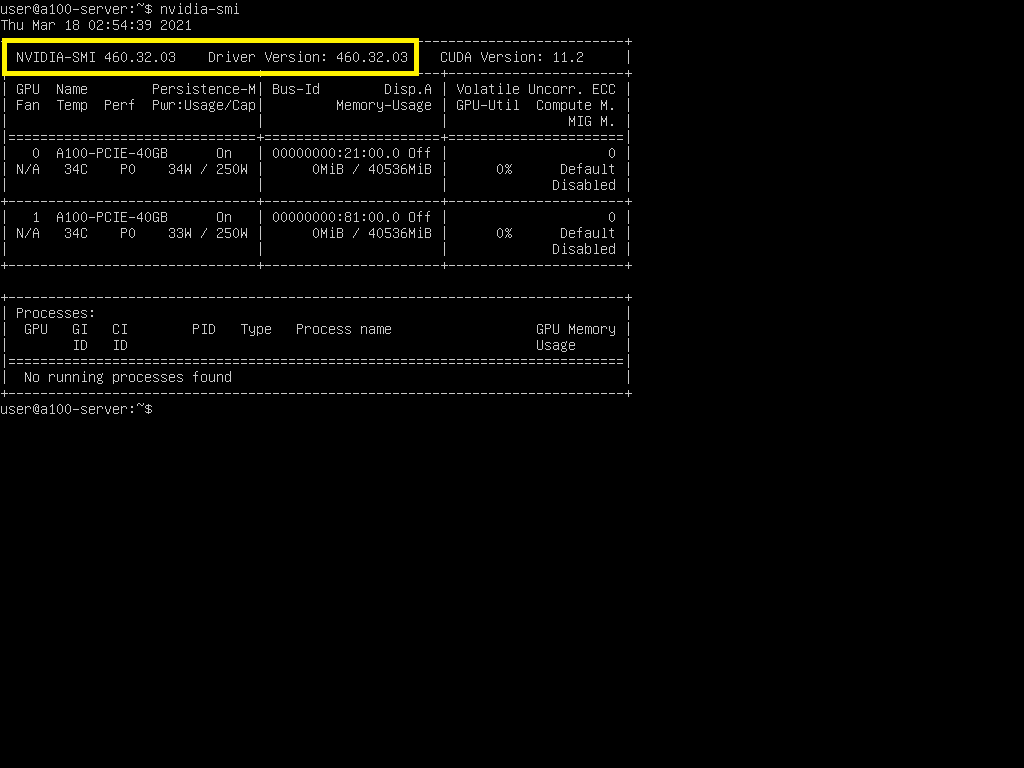 user@a100-server:~$ nvidia-smi
Thu Mar 18 02:54:39 2021
+-----------------------------------------------------------------------------+
| NVIDIA-SMI 460.32.03    Driver Version: 460.32.03    CUDA Version: 11.2     |
|-------------------------------+----------------------+----------------------+
| GPU  Name        Persistence-M| Bus-Id        Disp.A | Volatile Uncorr. ECC |
| Fan  Temp  Perf  Pwr:Usage/Cap|         Memory-Usage | GPU-Util  Compute M. |
|                               |                      |               MIG M. |
|===============================+======================+======================|
|   0  A100-PCIE-40GB      On   | 00000000:21:00.0 Off |                    0 |
| N/A   34C    P0    34W / 250W |      0MiB / 40536MiB |      0%      Default |
|                               |                      |             Disabled |
+-------------------------------+----------------------+----------------------+
|   1  A100-PCIE-40GB      On   | 00000000:81:00.0 Off |                    0 |
| N/A   34C    P0    33W / 250W |      0MiB / 40536MiB |      0%      Default |
|                               |                      |             Disabled |
+-------------------------------+----------------------+----------------------+

+-----------------------------------------------------------------------------+
| Processes:                                                                  |
|  GPU   GI   CI        PID   Type   Process name                  GPU Memory |
|        ID   ID                                                   Usage      |
|=============================================================================|
|  No running processes found                                                 |
+-----------------------------------------------------------------------------+
user@a100-server:~$